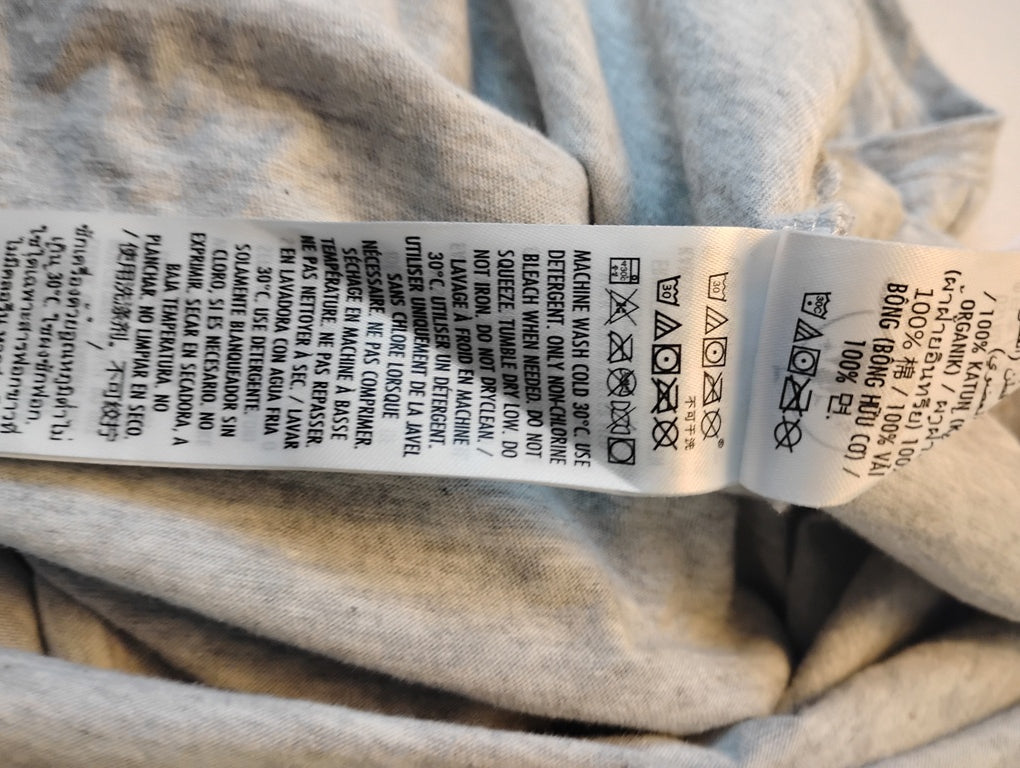 / 100% KATUN
ORGANIK) /
100% 棉 / 100% VẢI
BÔNG (BÔNG HỮU CƠ) /
100% 면.
30
30
30
不可干洗
MACHINE WASH COLD 30°C. USE
DETERGENT. ONLY NON-CHLORINE
BLEACH WHEN NEEDED. DO NOT
SQUEEZE. TUMBLE DRY LOW. DO
NOT IRON. DO NOT DRYCLEAN. /
LAVAGE À FROID EN MACHINE
30°C. UTILISER UN DÉTERGENT.
UTILISER UNIQUEMENT DE LA JAVEL
SANS CHLORE LORSQUE
NÉCESSAIRE. NE PAS COMPRIMER.
SÉCHAGE EN MACHINE À BASSE
TEMPÉRATURE. NE PAS REPASSER.
NE PAS NETTOYER À SEC. / LAVAR
EN LAVADORA CON AGUA FRIA
30°C. USE DETERGENTE.
SOLAMENTE BLANQUEADOR SIN
CLORO, SI ES NECESARIO. NO
EXPRIMIR. SECAR EN SECADORA, A
BAJA TEMPERATURA. NO
PLANCHAR. NO LIMPIAR EN SECO.
/ 使用洗涤剂。不可